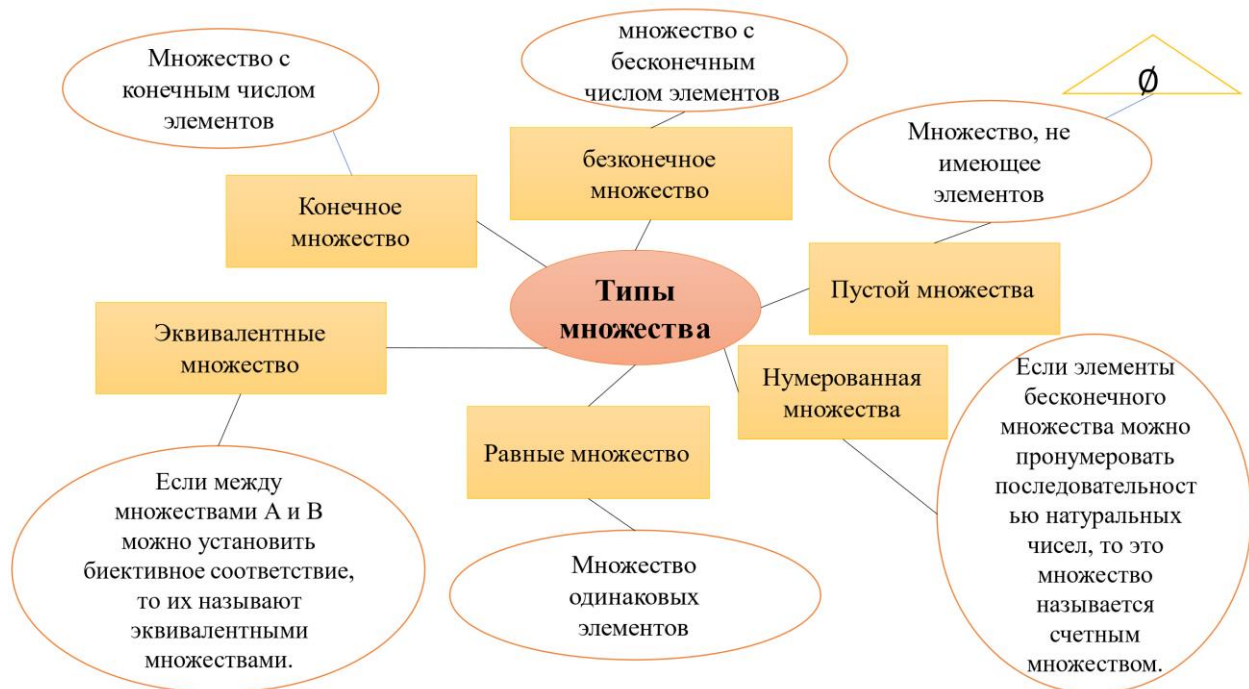 Множество с
конечным числом
элементов
множество с
бесконечным
числом элементов
Ø
Множество, не
имеющее
элементов
безконечное
множество
Конечное
множество
Типы
множества
Пустой множества
Эквивалентные
множество
Нумерованная
множества
Равные множество
Если элементы
бесконечного
множества можно
пронумеровать
последовательност
ью натуральных
чисел, то это
множество
называется
счетным
множеством.
Если между
множествами А и В
можно установить
биективное соответствие,
то их называют
эквивалентными
множествами.
Множество
одинаковых
элементов